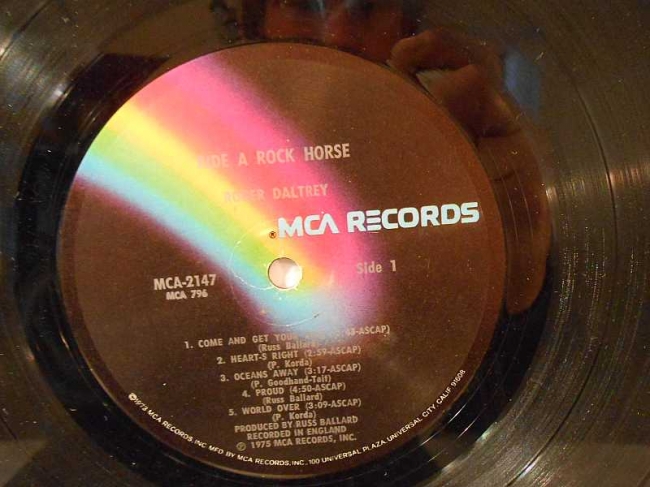 RIDE A ROCK HORSE
ROGER DALTREY
MCA RECORDS
MCA-2147
MCA 796
Side 1
1. COME AND GET YOUR
(Russ Ballard)
2. HEART-S RIGHT (2:59-ASCAP)
(P. Korda)
3. OCEANS AWAY (3:17-ASCAP)
(P. Goodhand-Tait)
4. PROUD (4:50-ASCAP)
(Russ Ballard)
5. WORLD OVER (3:09-ASCAP)
(P. Korda)
PRODUCED BY RUSS BALLARD
RECORDED IN ENGLAND
℗ 1975 MCA RECORDS, INC.
©1975 MCA RECORDS, INC. MFD BY MCA RECORDS, INC., 100 UNIVERSAL PLAZA, UNIVERSAL CITY, CALIF. 91608